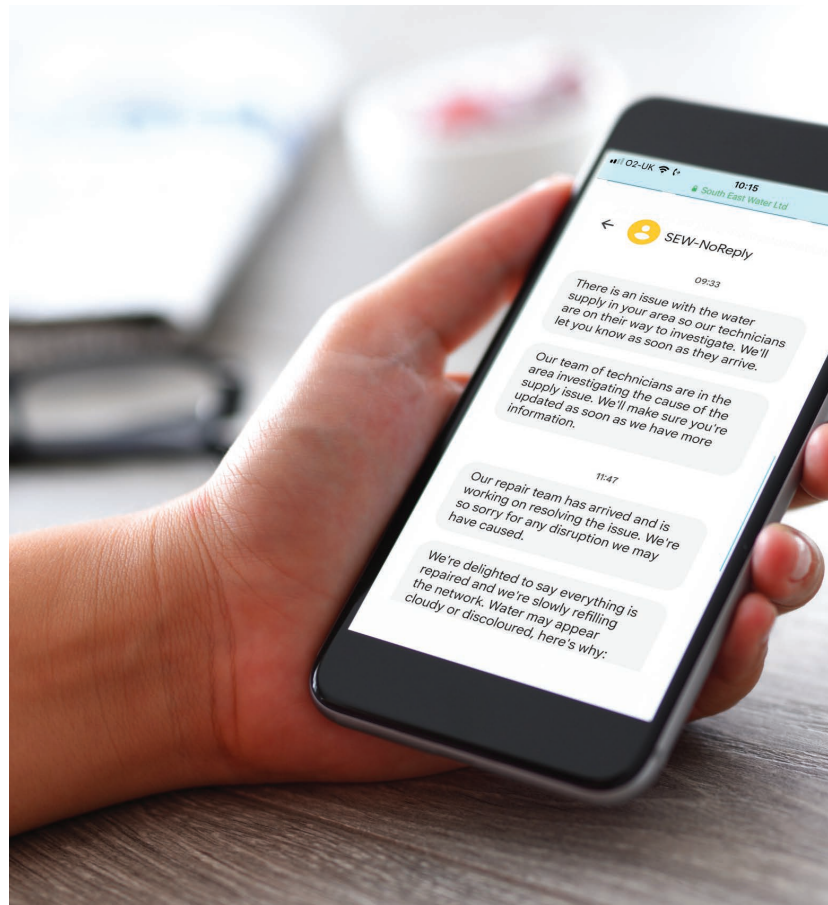 O2-UK
10:15
South East Water Ltd
SEW-NoReply
09:33
There is an issue with the water
supply in your area so our technicians
are on their way to investigate. We'll
let you know as soon as they arrive.
Our team of technicians are in the
area investigating the cause of the
supply issue. We'll make sure you're
updated as soon as we have more
information.
11:47
Our repair team has arrived and is
working on resolving the issue. We're
so sorry for any disruption we may
have caused.
We're delighted to say everything is
repaired and we're slowly refilling
the network. Water may appear
cloudy or discoloured, here's why: